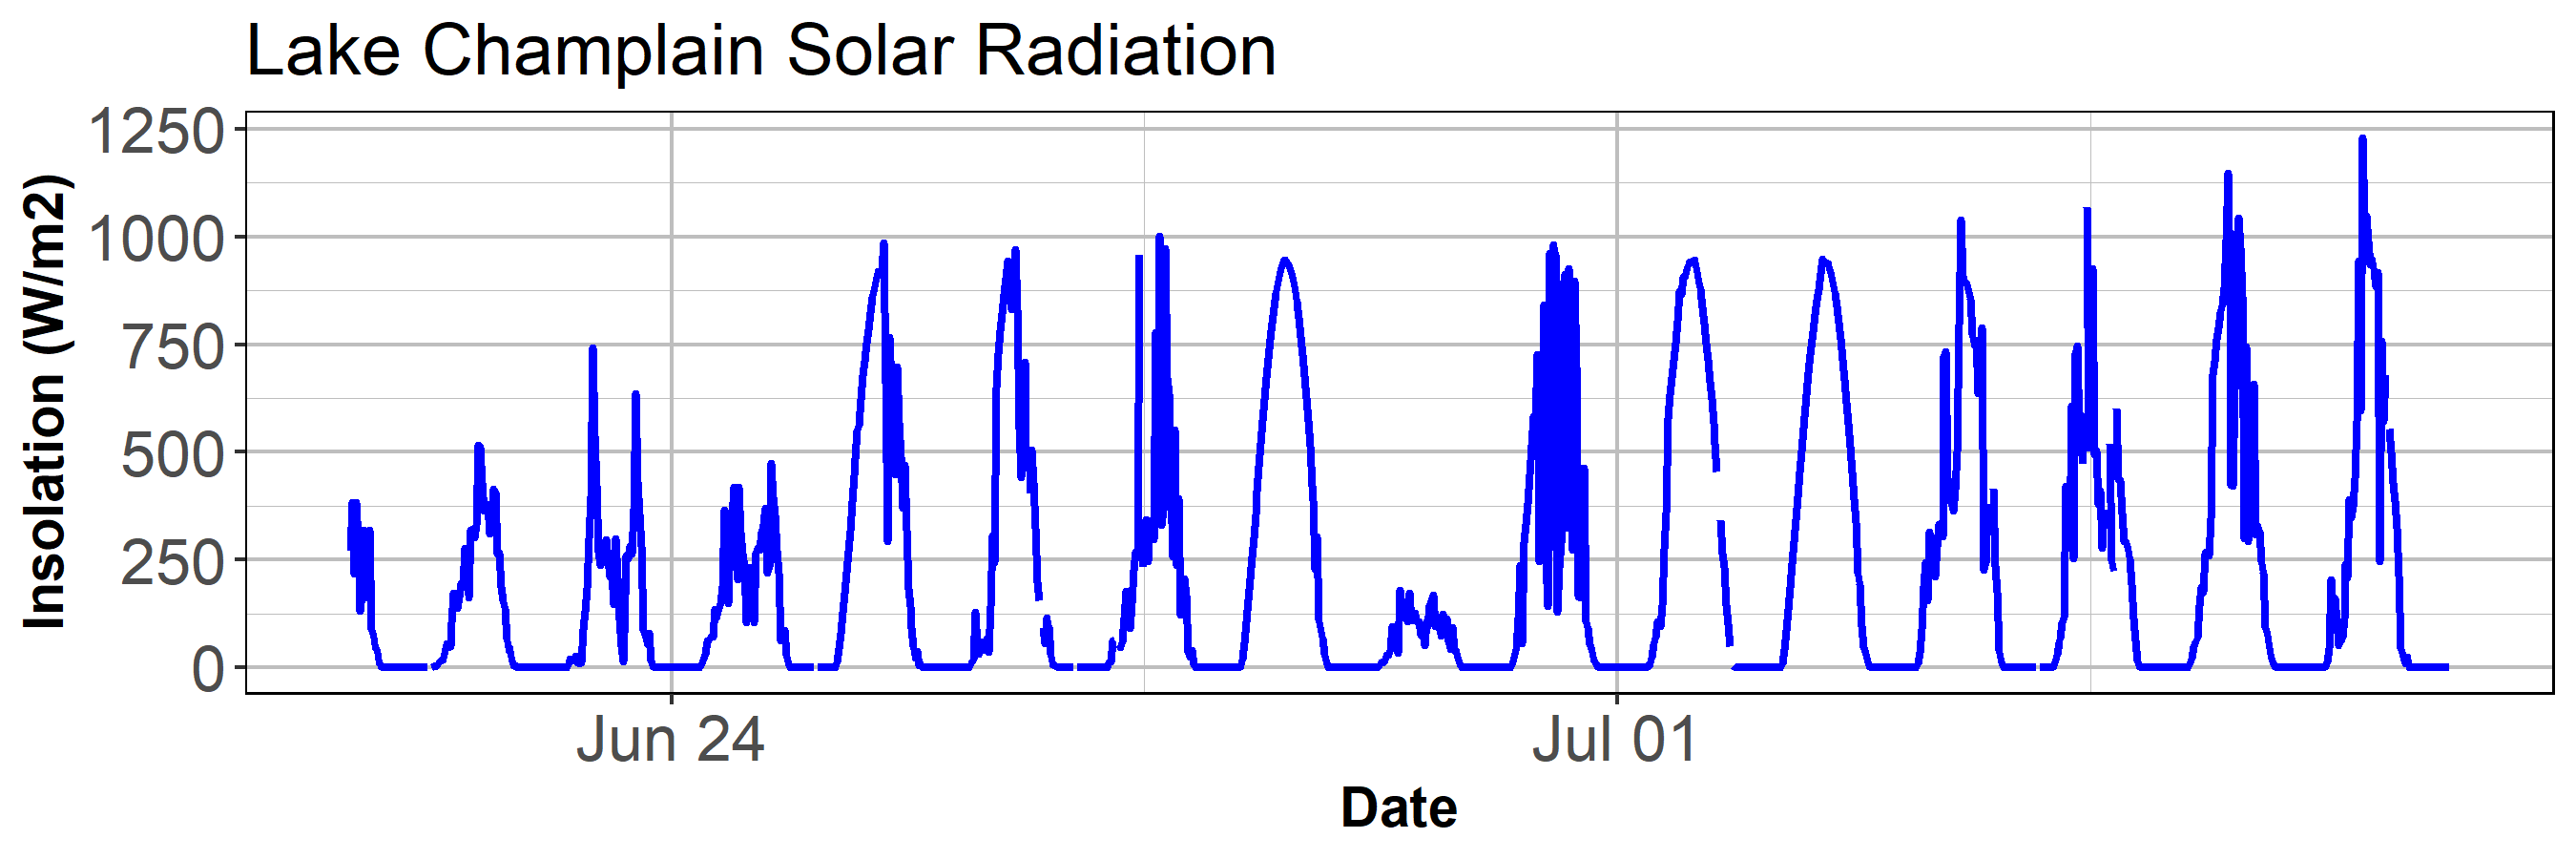 Lake Champlain Solar Radiation
Insolation (W/m2)
1250
1000
750
500
250
0
Jun 24
Jul 01
Date